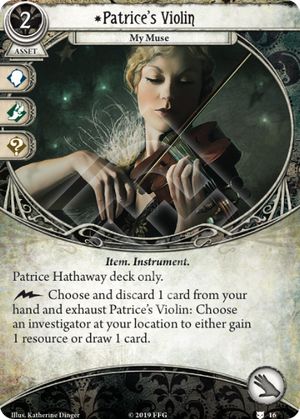 2
✷Patrice's Violin
My Muse
ASSET
?
Item. Instrument.
Patrice Hathaway deck only.
Choose and discard 1 card from your
hand and exhaust Patrice's Violin: Choose
an investigator at your location to either gain
1 resource or draw 1 card.
Illus. Katherine Dinger
© 2019 FFG
16